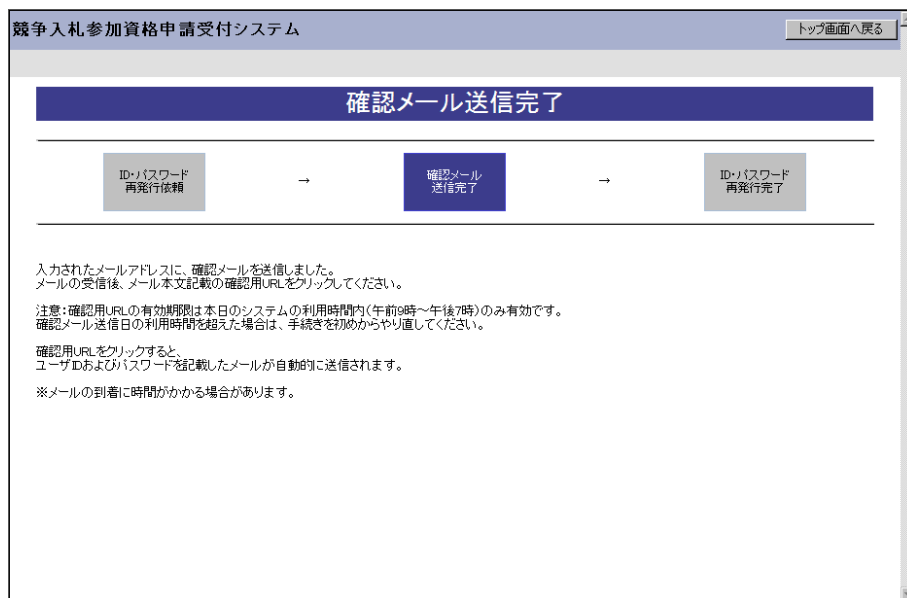 競争入札参加資格申請受付システム
トップ画面へ戻る
確認メール送信完了
ID・パスワード
再発行依頼
→
確認メール
送信完了
→
ID・パスワード
再発行完了
入力されたメールアドレスに、確認メールを送信しました。
メールの受信後、メール本文記載の確認用URLをクリックしてください。
注意:確認用URLの有効期限は本日のシステムの利用時間内(午前9時～午後7時)のみ有効です。
確認メール送信日の利用時間を超えた場合は、手続きを初めからやり直してください。
確認用URLをクリックすると、
ユーザIDおよびパスワードを記載したメールが自動的に送信されます。
※メールの到着に時間がかかる場合があります。